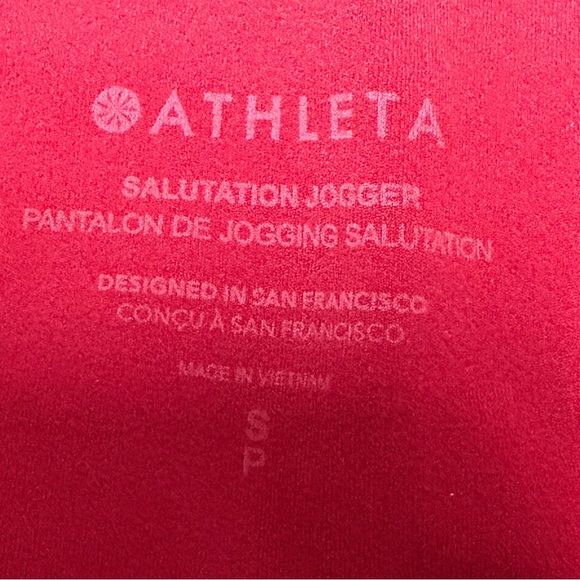 ATHLETA
SALUTATION JOGGER
PANTALON DE JOGGING SALUTATION
DESIGNED IN SAN FRANCISCO
CONÇU À SAN FRANCISCO
MADE IN VIETNAM
S
P